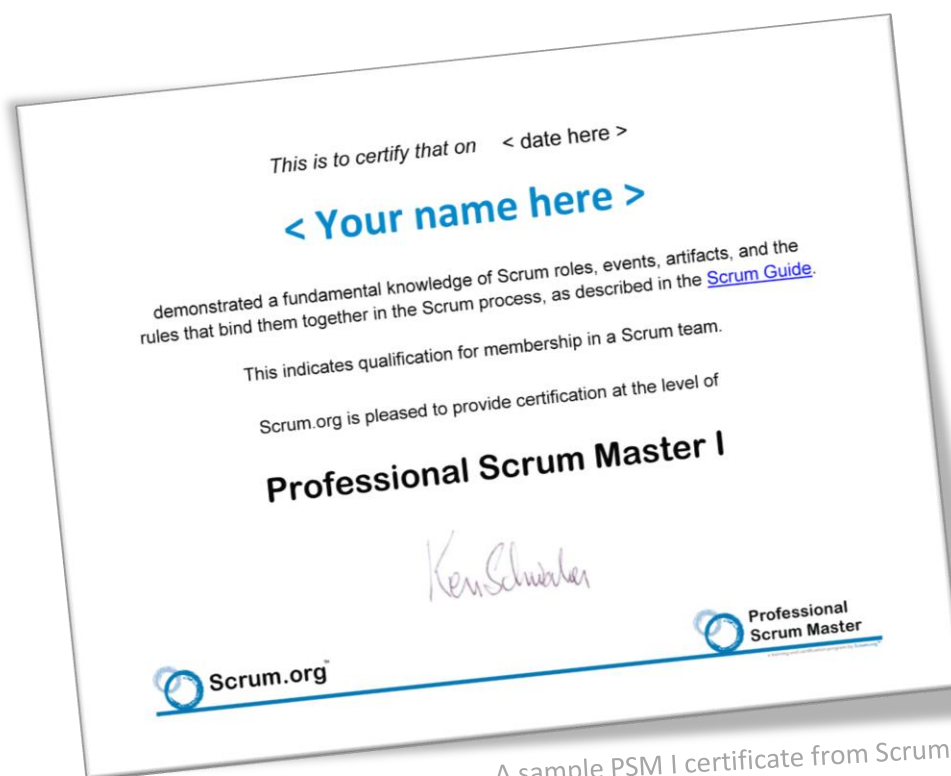 This is to certify that on < date here >
< Your name here >
demonstrated a fundamental knowledge of Scrum roles, events, artifacts, and the
rules that bind them together in the Scrum process, as described in the Scrum Guide.
This indicates qualification for membership in a Scrum team.
Scrum.org is pleased to provide certification at the level of
Professional Scrum Master I
Ken Schwaber
Scrum.org™
Professional
Scrum Master
A sample PSM I certificate from Scrum